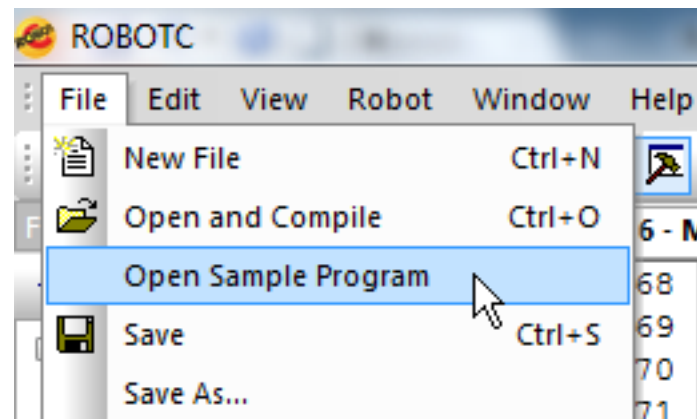 ROBOTC
File Edit View Robot Window Help
New File Ctrl+N
Open and Compile Ctrl+O
6 - M
Open Sample Program
68
Save Ctrl+S
69
70
Save As...
71